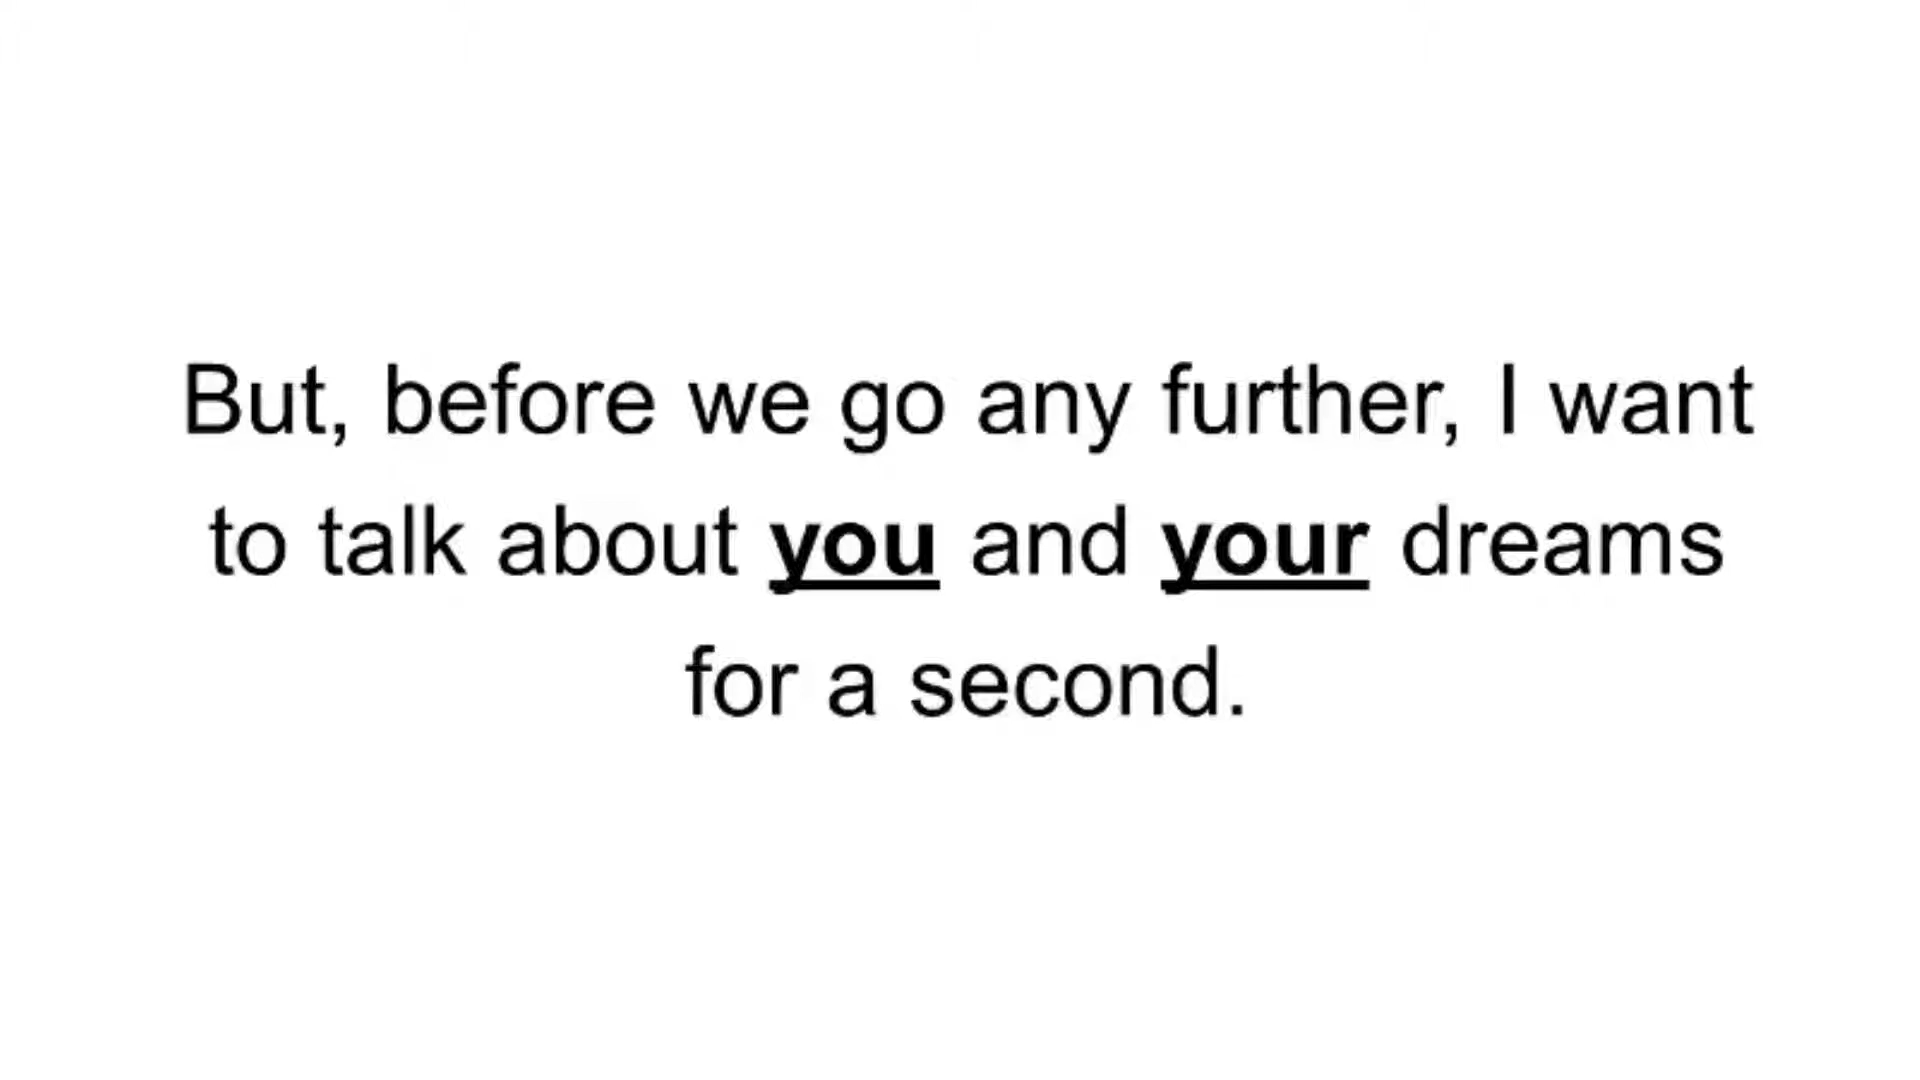 But, before we go any further, I want
to talk about you and your dreams
for a second.